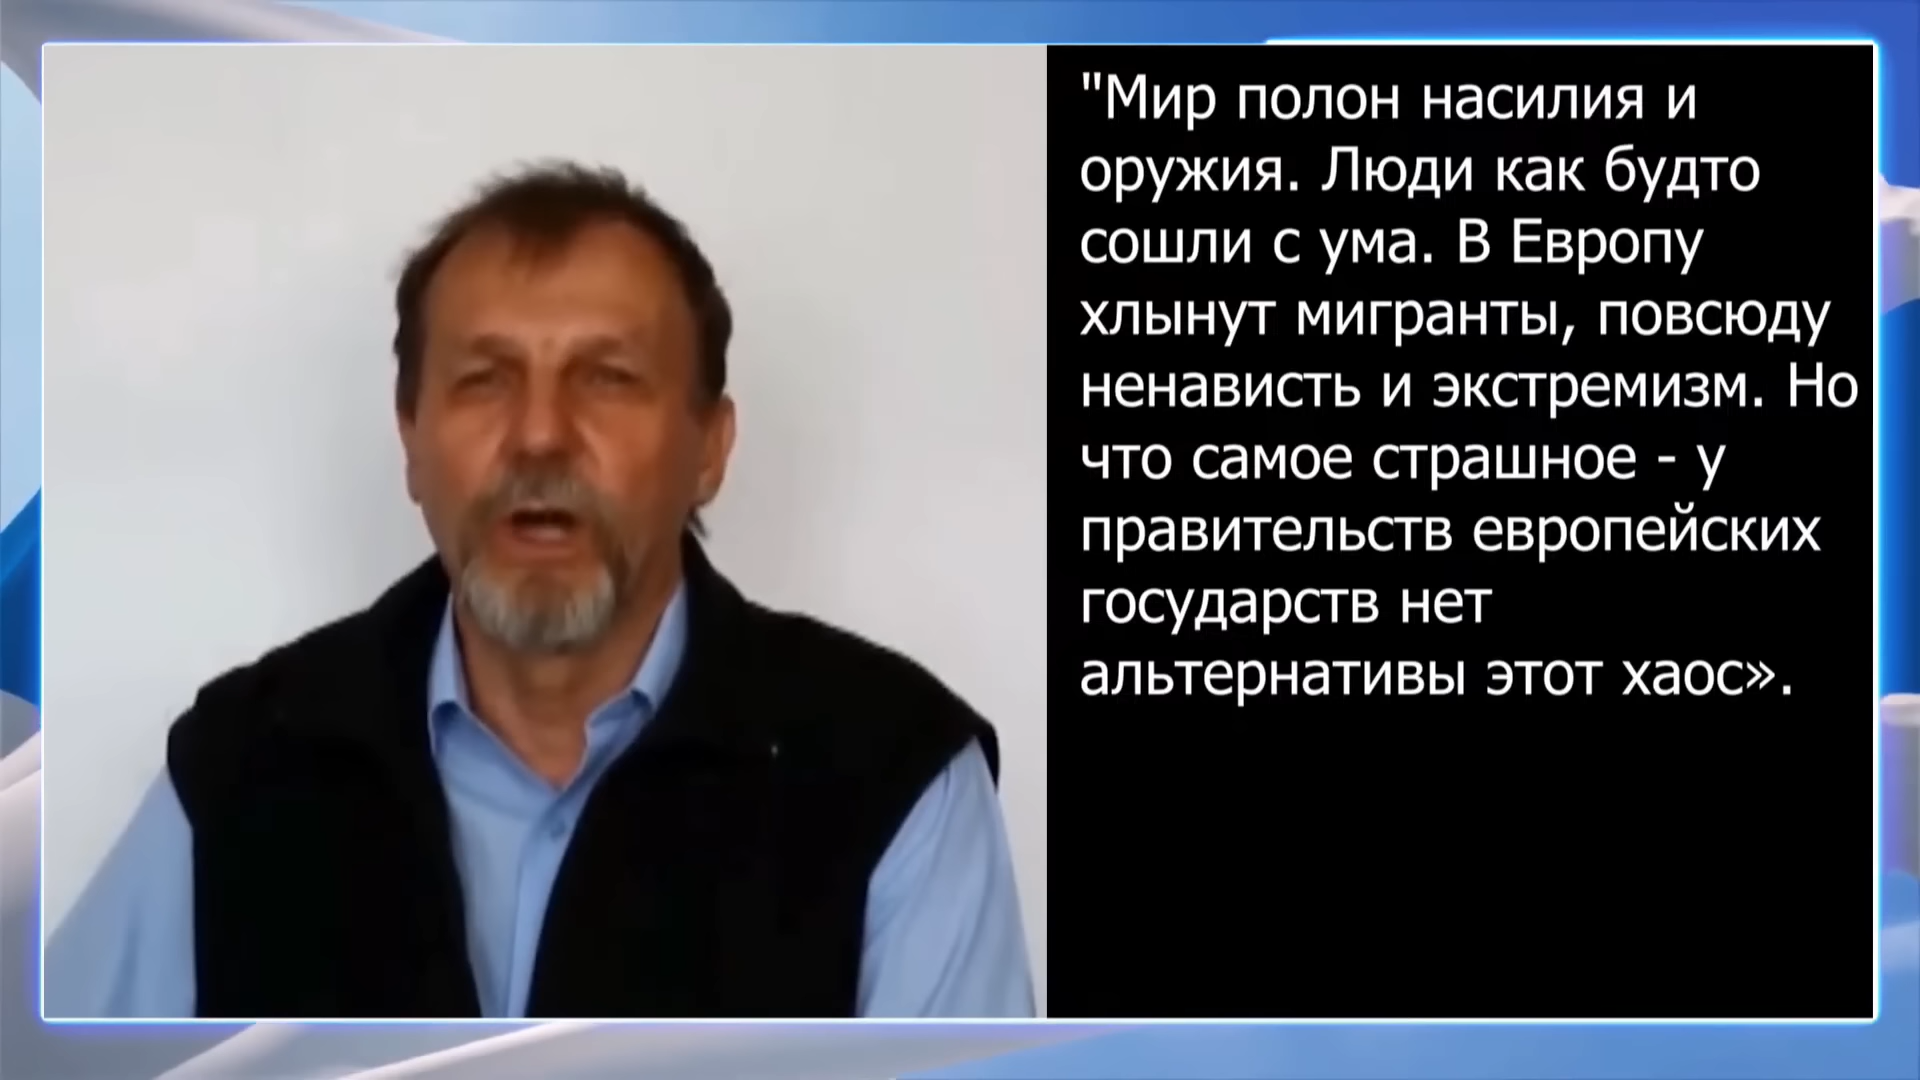 "Мир полон насилия и
оружия. Люди как будто
сошли с ума. В Европу
хлынут мигранты, повсюду
ненависть и экстремизм. Но
что самое страшное - у
правительств европейских
государств нет
альтернативы этот хаос».